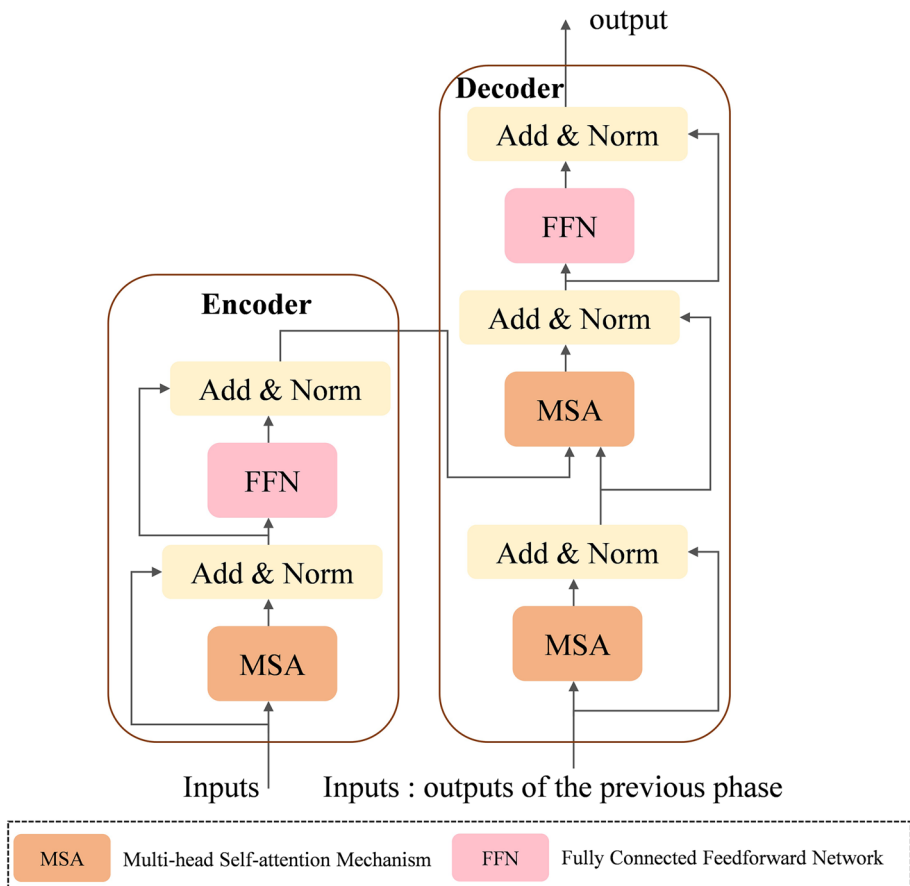 output
Decoder
Add & Norm
FFN
Add & Norm
MSA
Add & Norm
MSA
Encoder
Add & Norm
FFN
Add & Norm
MSA
Inputs
Inputs : outputs of the previous phase
MSA Multi-head Self-attention Mechanism FFN Fully Connected Feedforward Network